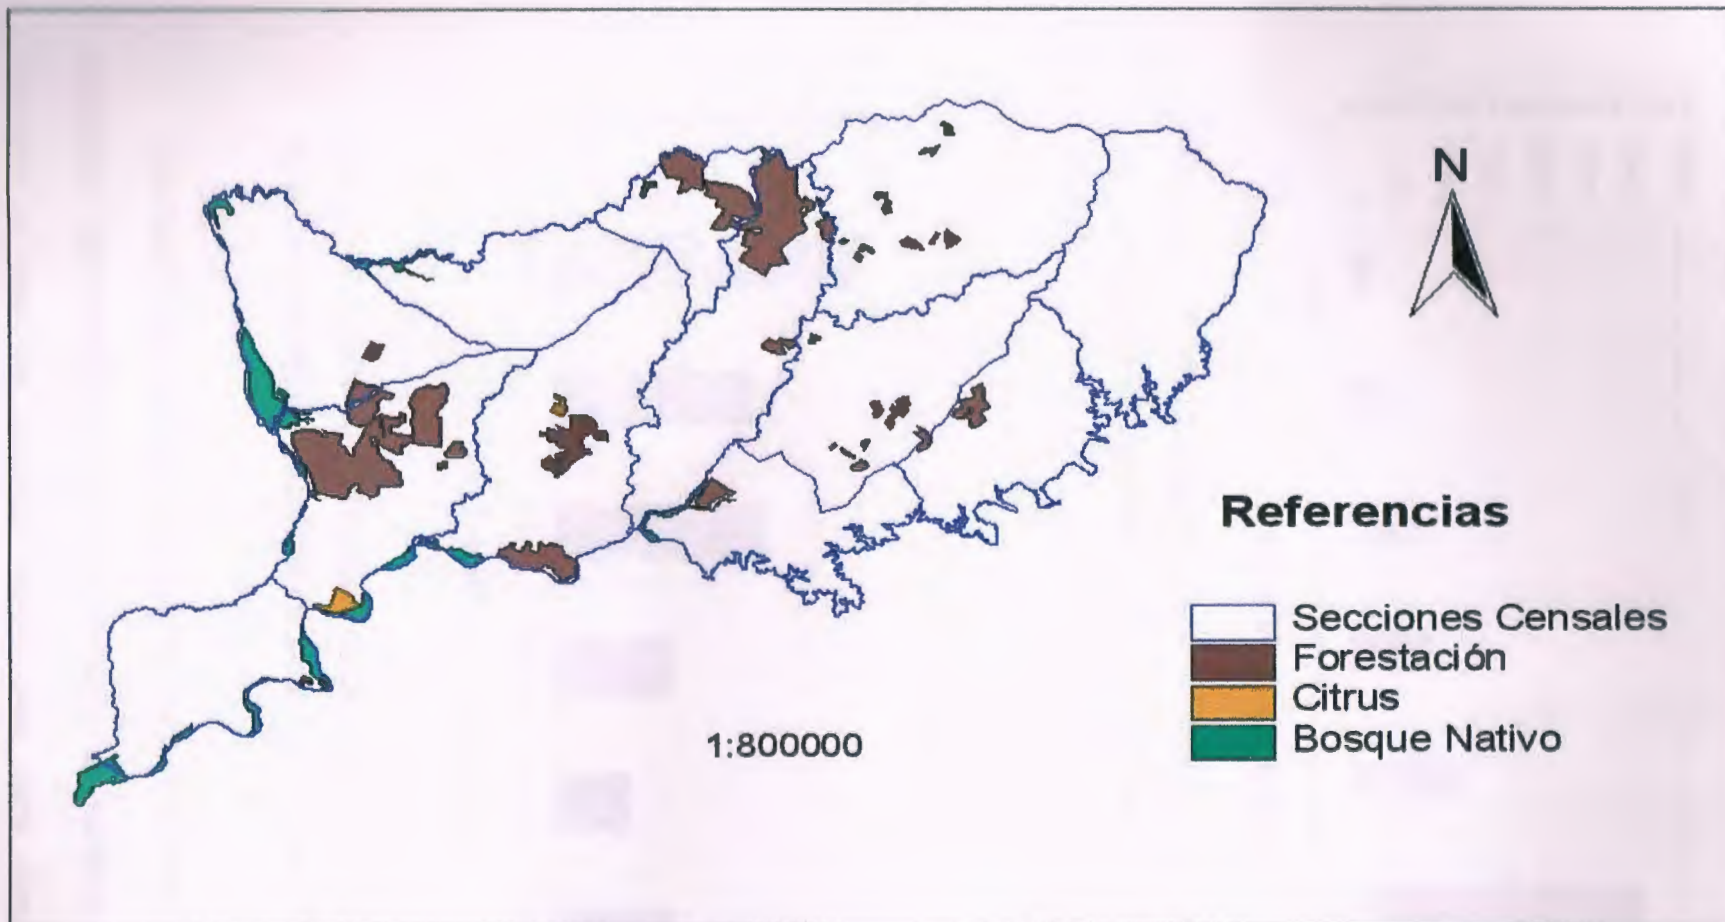 N
Referencias
Secciones Censales
Forestación
Citrus
Bosque Nativo
1:800000